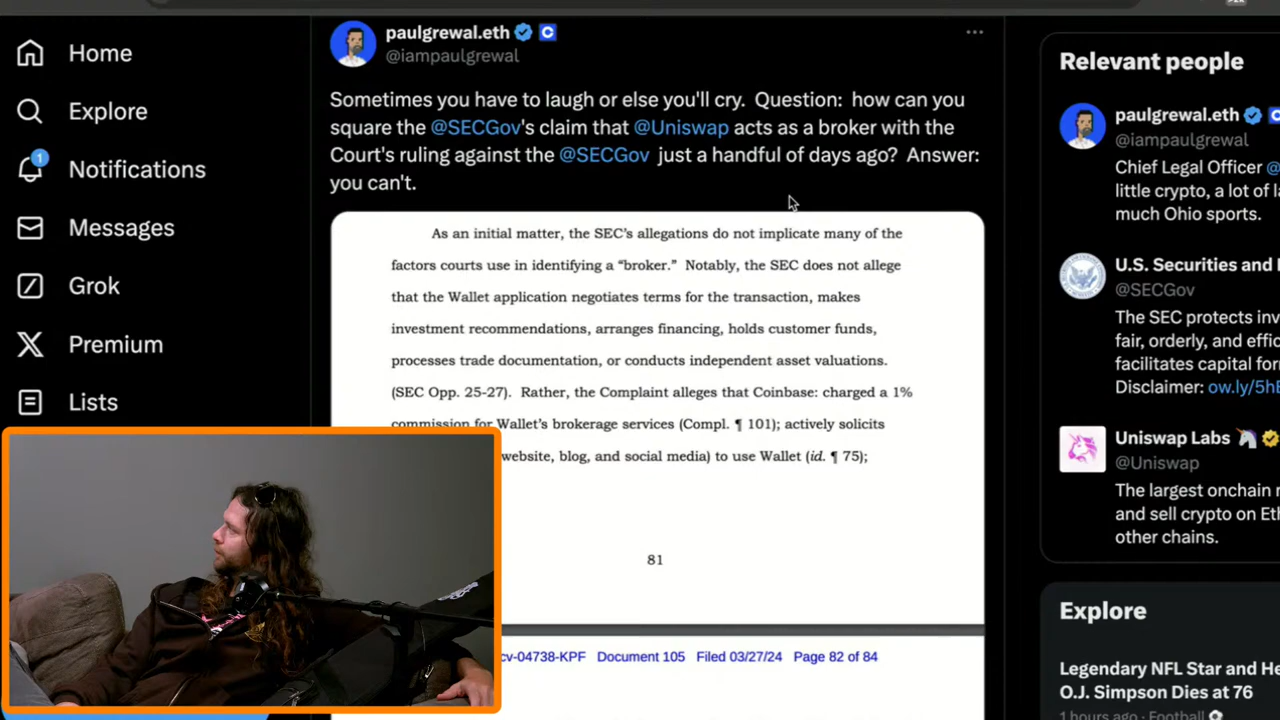 Home
Explore
1
Notifications
Messages
Grok
Premium
Lists
paulgrewal.eth
@iampaulgrewal
Sometimes you have to laugh or else you'll cry. Question: how can you
square the @SECGov's claim that @Uniswap acts as a broker with the
Court's ruling against the @SECGov just a handful of days ago? Answer:
you can't.
As an initial matter, the SEC's allegations do not implicate many of the
factors courts use in identifying a “broker.” Notably, the SEC does not allege
that the Wallet application negotiates terms for the transaction, makes
investment recommendations, arranges financing, holds customer funds,
processes trade documentation, or conducts independent asset valuations.
(SEC Opp. 25-27). Rather, the Complaint alleges that Coinbase: charged a 1%
commission for Wallet's brokerage services (Compl. ¶ 101); actively solicits
website, blog, and social media) to use Wallet (id. ¶ 75);
81
cv-04738-KPF Document 105 Filed 03/27/24 Page 82 of 84
Relevant people
paulgrewal.eth
@iampaulgrewal
Chief Legal Officer @
little crypto, a lot of la
much Ohio sports.
U.S. Securities and
@SECGov
The SEC protects inv
fair, orderly, and effic
facilitates capital for
Disclaimer: ow.ly/5h
Uniswap Labs
@Uniswap
The largest onchain
and sell crypto on Et
other chains.
Explore
Legendary NFL Star and He
O.J. Simpson Dies at 76
1 hours ago · Football